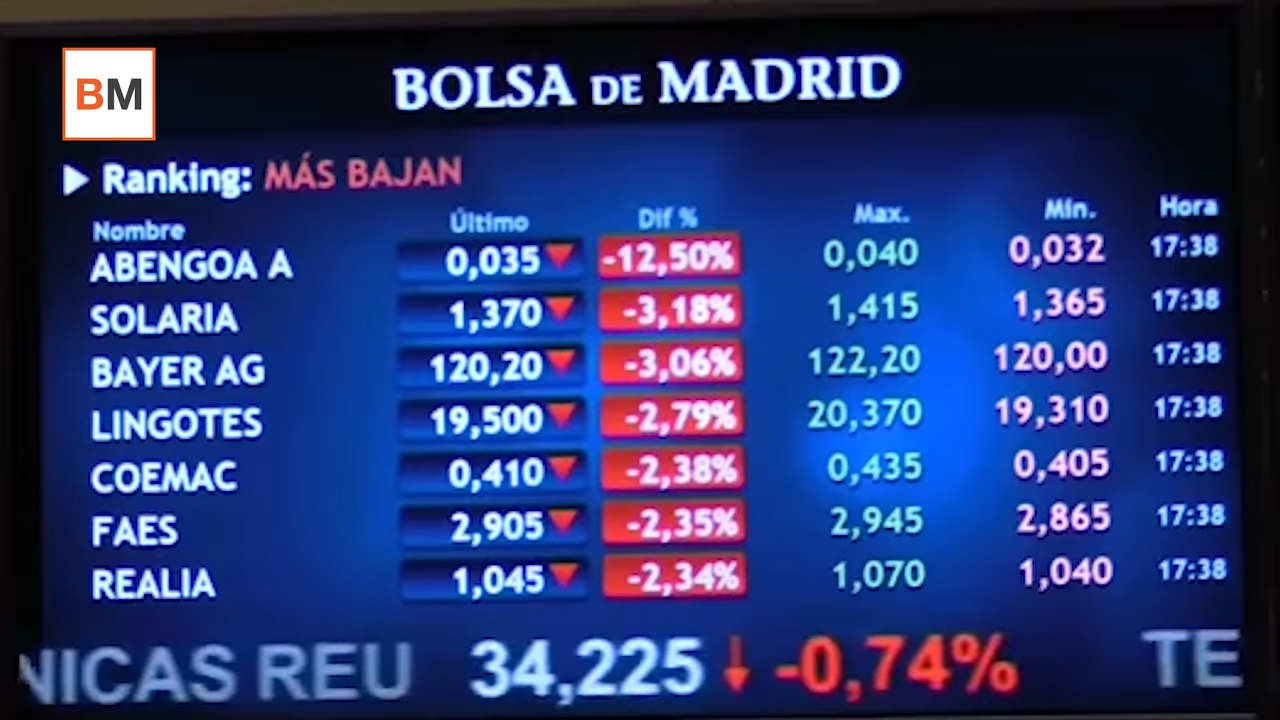 BM
BOLSA DE MADRID
Ranking: MÁS BAJAN
Nombre Último Dif % Max. Min. Hora
ABENGOA A 0,035 -12,50% 0,040 0,032 17:38
SOLARIA 1,370 -3,18% 1,415 1,365 17:38
BAYER AG 120,20 -3,06% 122,20 120,00 17:38
LINGOTES 19,500 -2,79% 20,370 19,310 17:38
COEMAC 0,410 -2,38% 0,435 0,405 17:38
FAES 2,905 -2,35% 2,945 2,865 17:38
REALIA 1,045 -2,34% 1,070 1,040 17:38
NICAS REU 34,225 ↓ -0,74% TE